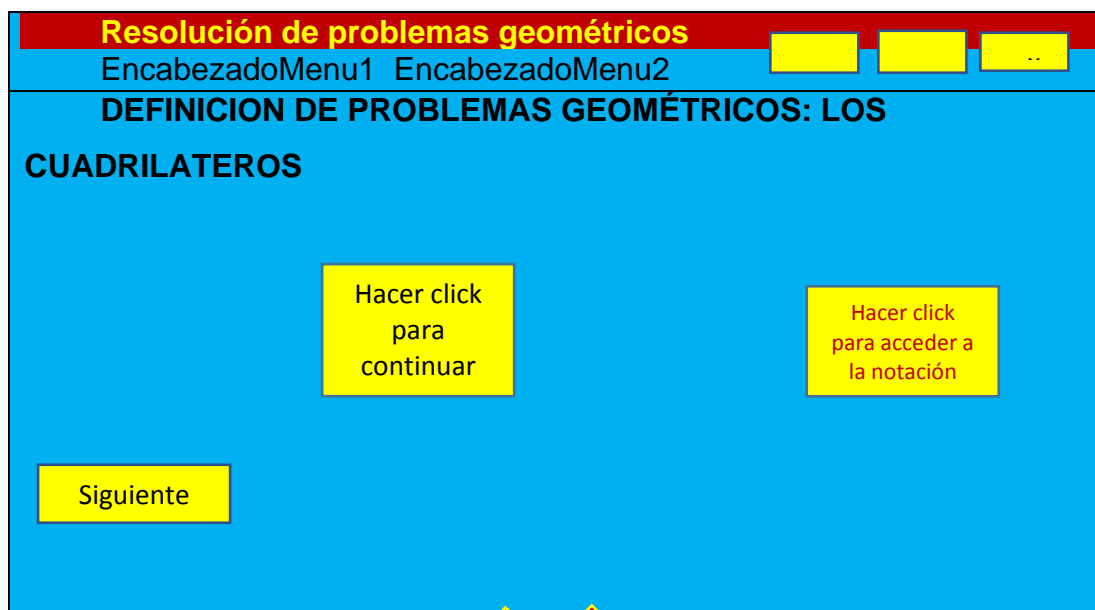 Resolución de problemas geométricos
EncabezadoMenu1 EncabezadoMenu2
DEFINICION DE PROBLEMAS GEOMÉTRICOS: LOS
CUADRILATEROS
Hacer click
para
continuar
Hacer click
para acceder a
la notación
Siguiente